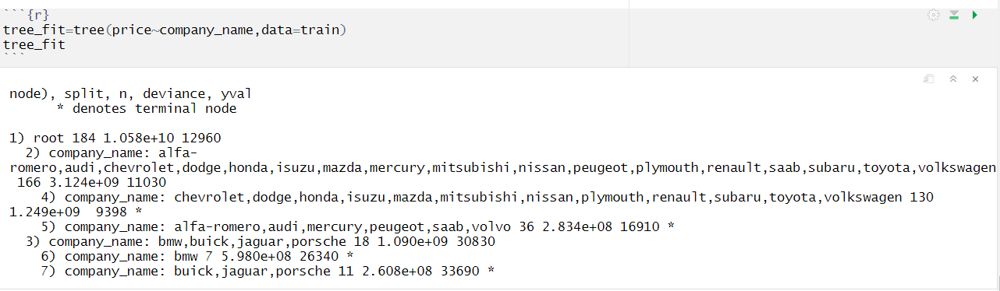 ```{r}
tree_fit=tree(price~company_name,data=train)
tree_fit
```
node), split, n, deviance, yval
      * denotes terminal node
1) root 184 1.058e+10 12960
  2) company_name: alfa-
romero,audi,chevrolet,dodge,honda,isuzu,mazda,mercury,mitsubishi,nissan,peugeot,plymouth,renault,saab,subaru,toyota,volkswagen
 166 3.124e+09 11030
    4) company_name: chevrolet,dodge,honda,isuzu,mazda,mitsubishi,nissan,plymouth,renault,subaru,toyota,volkswagen 130
1.249e+09  9398 *
    5) company_name: alfa-romero,audi,mercury,peugeot,saab,volvo 36 2.834e+08 16910 *
  3) company_name: bmw,buick,jaguar,porsche 18 1.090e+09 30830
    6) company_name: bmw 7 5.980e+08 26340 *
    7) company_name: buick,jaguar,porsche 11 2.608e+08 33690 *